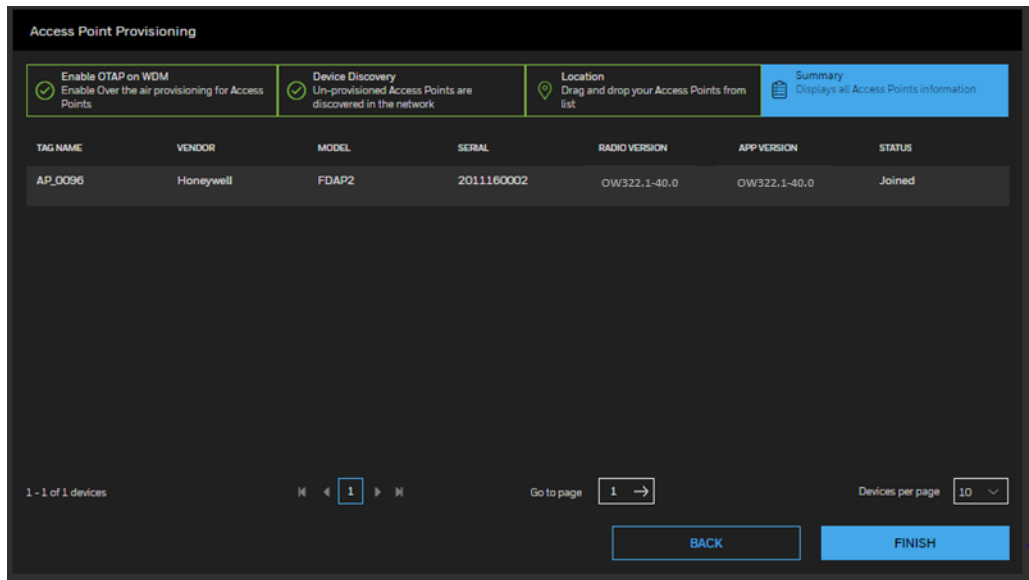 Access Point Provisioning
Enable OTAP on WDM
Enable Over the air provisioning for Access
Points
Device Discovery
Un-provisioned Access Points are
discovered in the network
Location
Drag and drop your Access Points from
list
Summary
Displays all Access Points information
TAG NAME VENDOR MODEL SERIAL RADIO VERSION APP VERSION STATUS
AP_0096 Honeywell FDAP2 2011160002 OW322.1-40.0 OW322.1-40.0 Joined
1 - 1 of 1 devices 1 Go to page 1 Devices per page 10
BACK FINISH